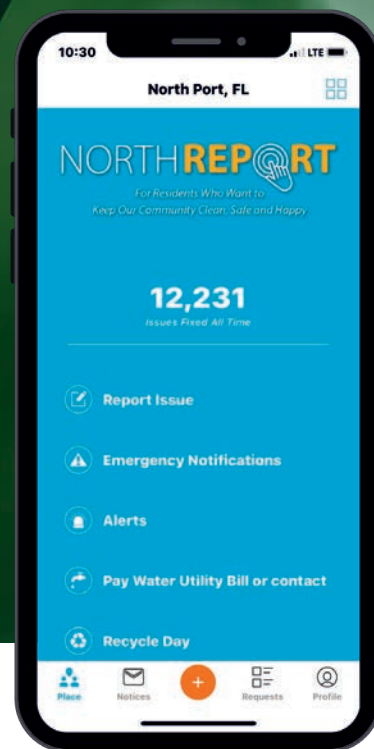 10:30
LTE
North Port, FL
NORTHREPORT
For Residents Who Want to
Keep Our Community Clean, Safe and Happy
12,231
Issues Fixed All Time
Report Issue
Emergency Notifications
Alerts
Pay Water Utility Bill or contact
Recycle Day
Place
Notices
+
Requests
Profile